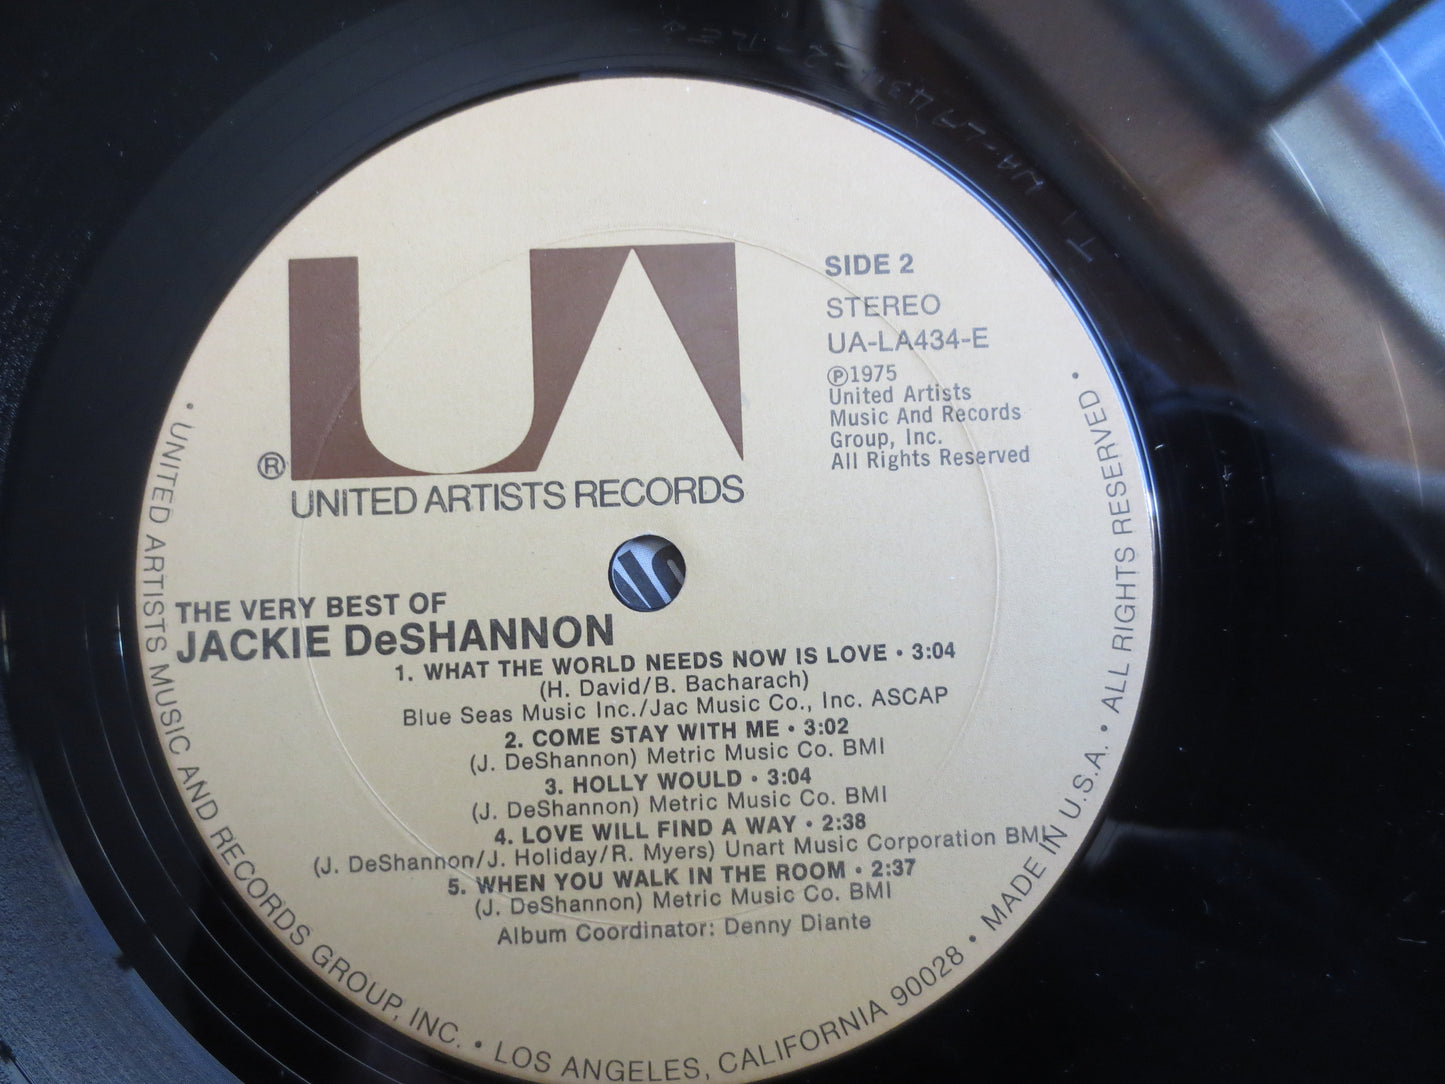 UA
®
UNITED ARTISTS RECORDS
SIDE 2
STEREO
UA-LA434-E
℗1975
United Artists
Music And Records
Group, Inc.
All Rights Reserved
THE VERY BEST OF
JACKIE DeSHANNON
1. WHAT THE WORLD NEEDS NOW IS LOVE • 3:04
(H. David/B. Bacharach)
Blue Seas Music Inc./Jac Music Co., Inc. ASCAP
2. COME STAY WITH ME • 3:02
(J. DeShannon) Metric Music Co. BMI
3. HOLLY WOULD • 3:04
(J. DeShannon) Metric Music Co. BMI
4. LOVE WILL FIND A WAY • 2:38
(J. DeShannon/J. Holiday/R. Myers) Unart Music Corporation BMI
5. WHEN YOU WALK IN THE ROOM • 2:37
(J. DeShannon) Metric Music Co. BMI
Album Coordinator: Denny Diante
• UNITED ARTISTS MUSIC AND RECORDS GROUP, INC. • LOS ANGELES, CALIFORNIA 90028 • MADE IN U.S.A. • ALL RIGHTS RESERVED •